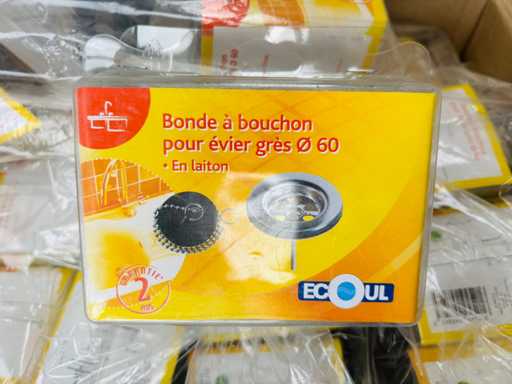 Bonde à bouchon
pour évier grès Ø 60
• En laiton
GARANTIE
2
ans
ECOUL